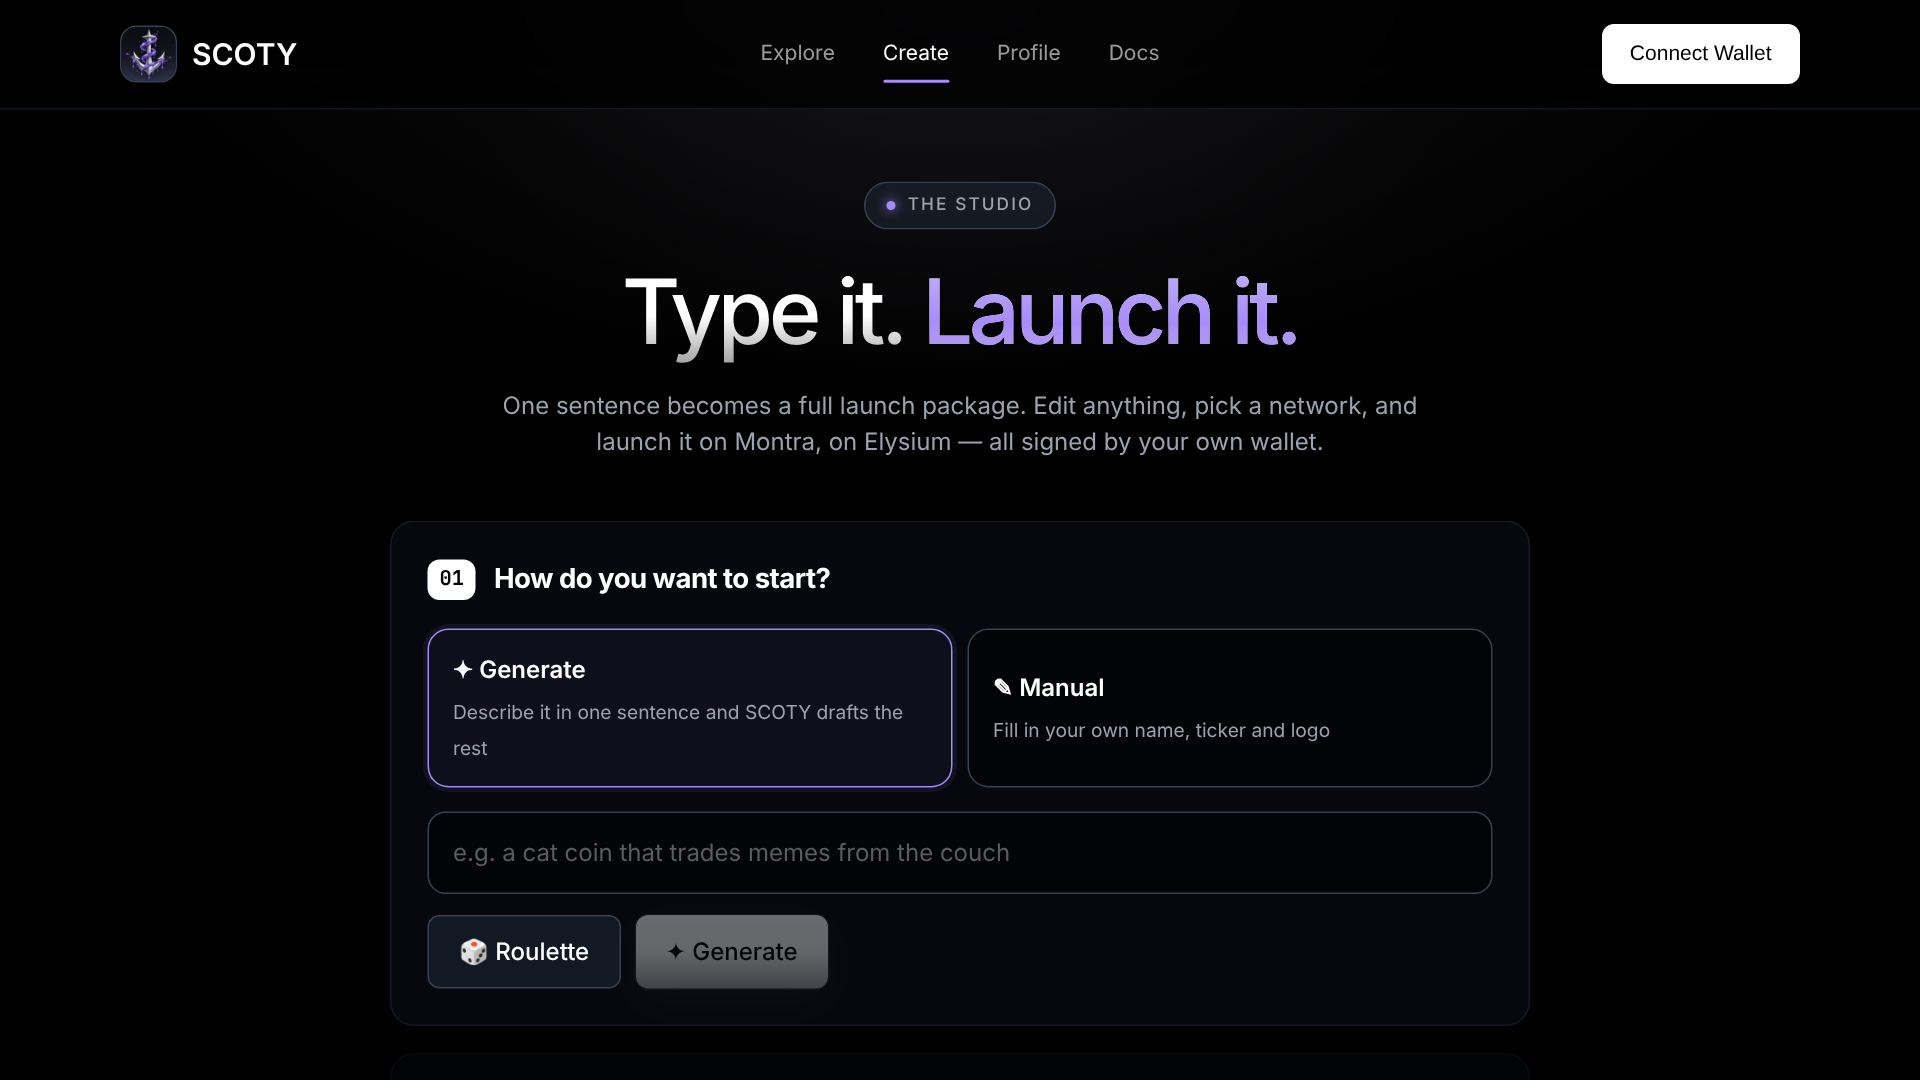 SCOTY
Explore
Create
Profile
Docs
Connect Wallet
THE STUDIO
Type it. Launch it.
One sentence becomes a full launch package. Edit anything, pick a network, and
launch it on Montra, on Elysium — all signed by your own wallet.
01 How do you want to start?
✦ Generate
Describe it in one sentence and SCOTY drafts the
rest
✎ Manual
Fill in your own name, ticker and logo
e.g. a cat coin that trades memes from the couch
🎲 Roulette
✦ Generate